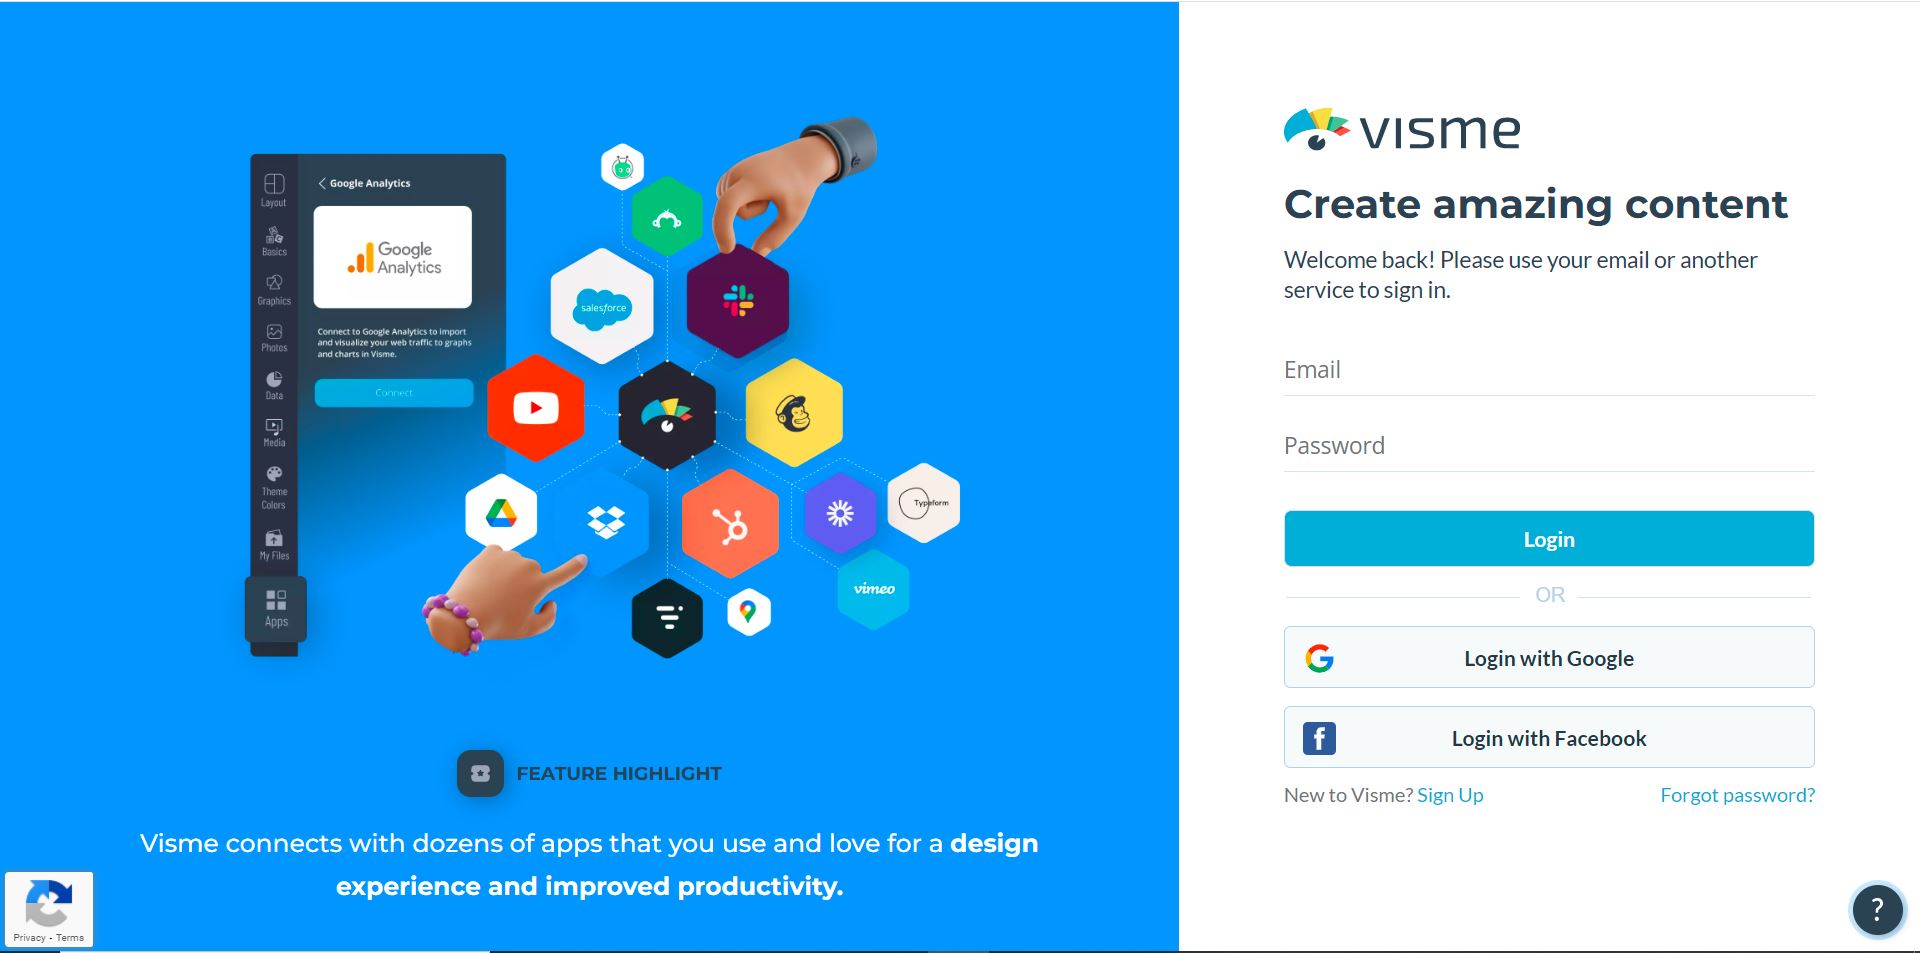 Layout
Basics
Graphics
Photos
Data
Media
Theme
Colors
My Files
Apps
Google Analytics
Google
Analytics
Connect to Google Analytics to import
and visualize your web traffic to graphs
and charts in Visme.
Connect
salesforce
Typeform
vimeo
FEATURE HIGHLIGHT
Visme connects with dozens of apps that you use and love for a design
experience and improved productivity.
Privacy - Terms
visme
Create amazing content
Welcome back! Please use your email or another
service to sign in.
Email
Password
Login
OR
Login with Google
Login with Facebook
New to Visme? Sign Up
Forgot password?
?